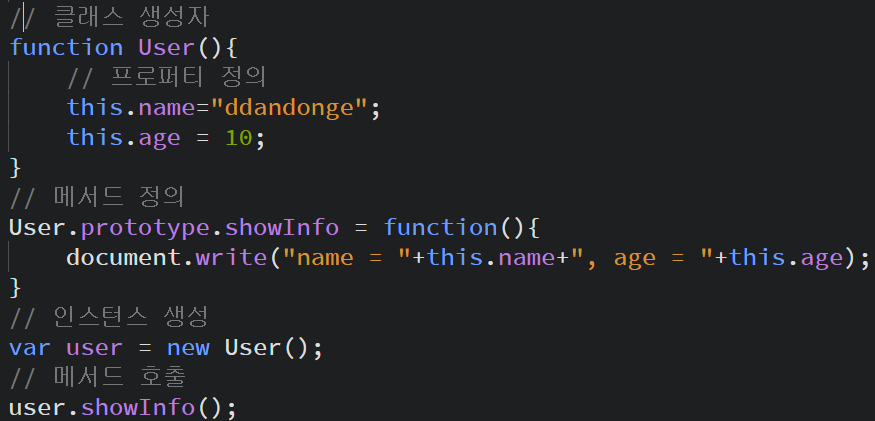 // 클래스 생성자
function User(){
    // 프로퍼티 정의
    this.name="ddandonge";
    this.age = 10;
}
// 메서드 정의
User.prototype.showInfo = function(){
    document.write("name = "+this.name+", age = "+this.age);
}
// 인스턴스 생성
var user = new User();
// 메서드 호출
user.showInfo();